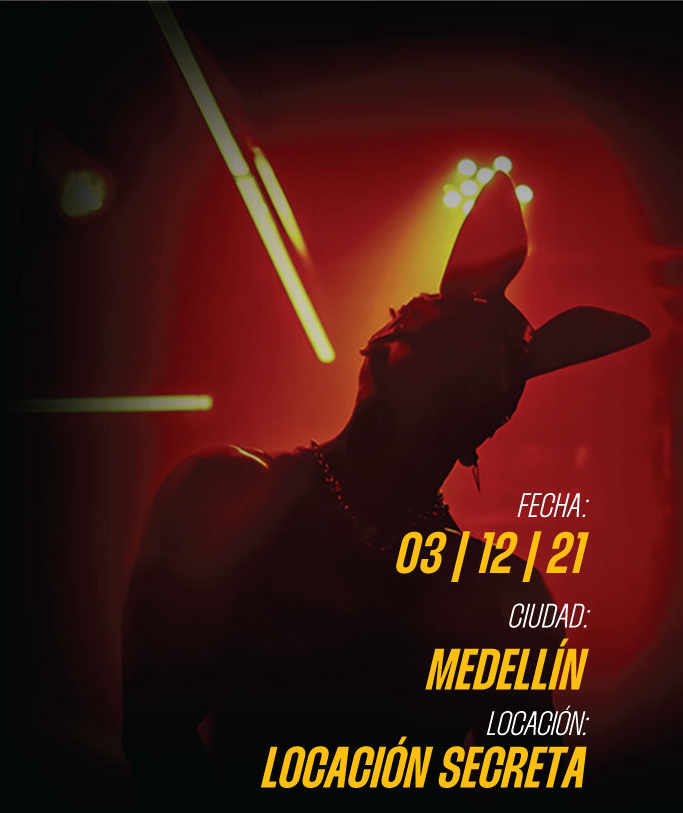 FECHA:
03 | 12 | 21
CIUDAD:
MEDELLÍN
LOCACIÓN:
LOCACIÓN SECRETA